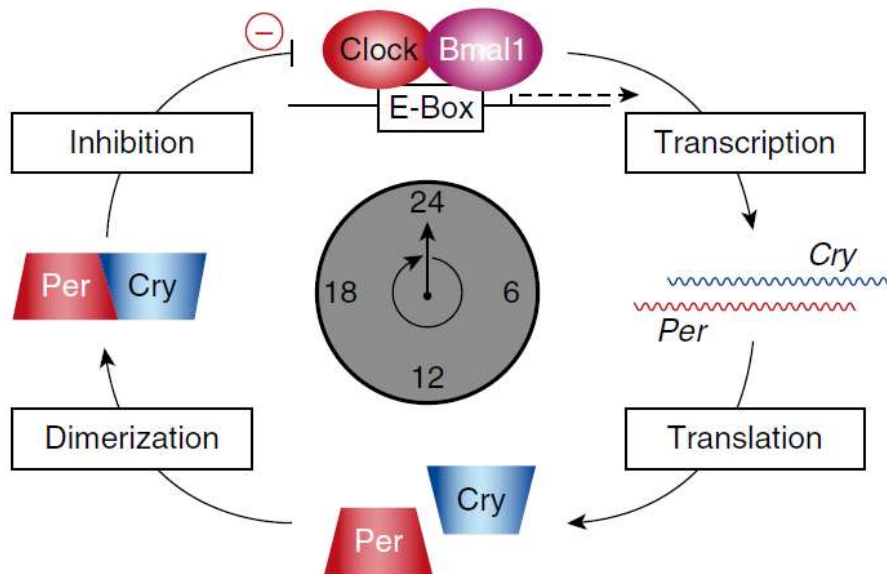 −
Clock Bmal1
E-Box
Inhibition
Transcription
24
18
6
12
Per Cry
Cry
Per
Dimerization
Translation
Cry
Per